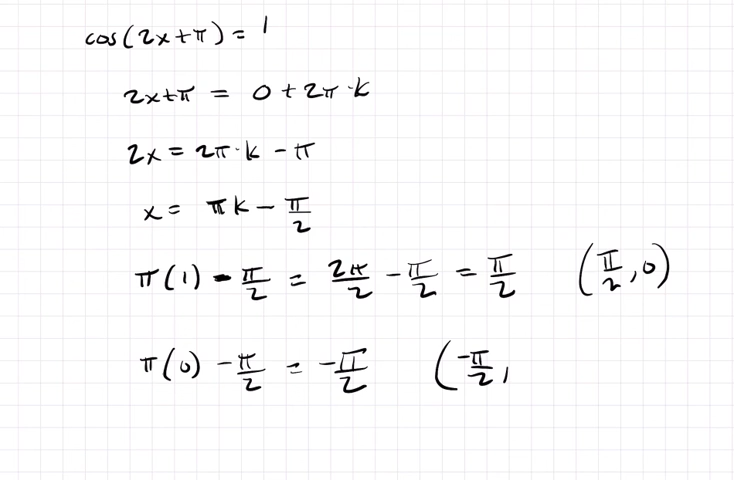 cos(2x+π) = 1
2x+π = 0 + 2π·k
2x = 2π·k − π
x = πk − π/2
π(1) − π/2 = 2π/2 − π/2 = π/2 (π/2, 0)
π(0) − π/2 = −π/2 (−π/2,